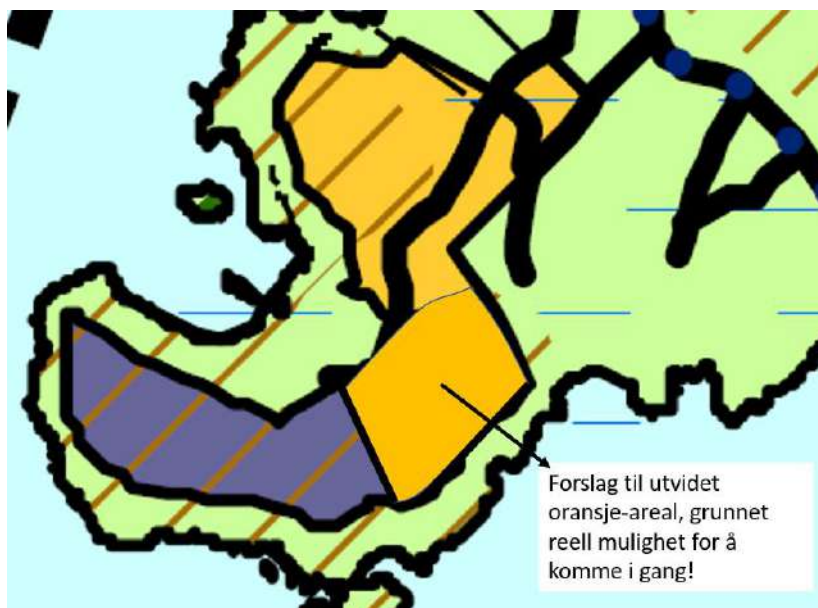 Forslag til utvidet
oransje-areal, grunnet
reell mulighet for å
komme i gang!